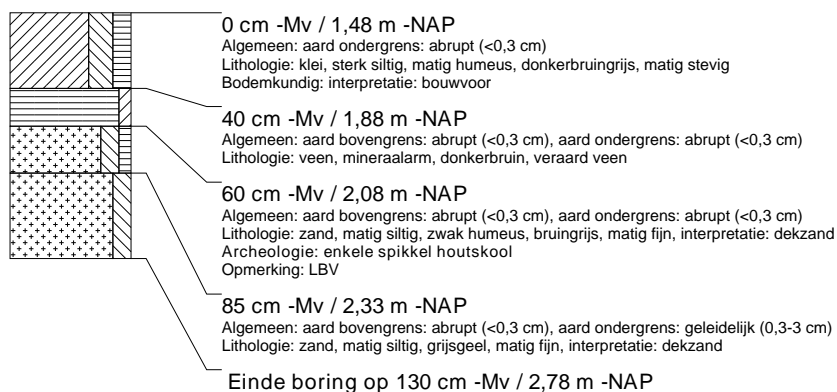 0 cm -Mv / 1,48 m -NAP
Algemeen: aard ondergrens: abrupt (<0,3 cm)
Lithologie: klei, sterk siltig, matig humeus, donkerbruingrijs, matig stevig
Bodemkundig: interpretatie: bouwvoor
40 cm -Mv / 1,88 m -NAP
Algemeen: aard bovengrens: abrupt (<0,3 cm), aard ondergrens: abrupt (<0,3 cm)
Lithologie: veen, mineraalarm, donkerbruin, veraard veen
60 cm -Mv / 2,08 m -NAP
Algemeen: aard bovengrens: abrupt (<0,3 cm), aard ondergrens: abrupt (<0,3 cm)
Lithologie: zand, matig siltig, zwak humeus, bruingrijs, matig fijn, interpretatie: dekzand
Archeologie: enkele spikkel houtskool
Opmerking: LBV
85 cm -Mv / 2,33 m -NAP
Algemeen: aard bovengrens: abrupt (<0,3 cm), aard ondergrens: geleidelijk (0,3-3 cm)
Lithologie: zand, matig siltig, grijsgeel, matig fijn, interpretatie: dekzand
Einde boring op 130 cm -Mv / 2,78 m -NAP